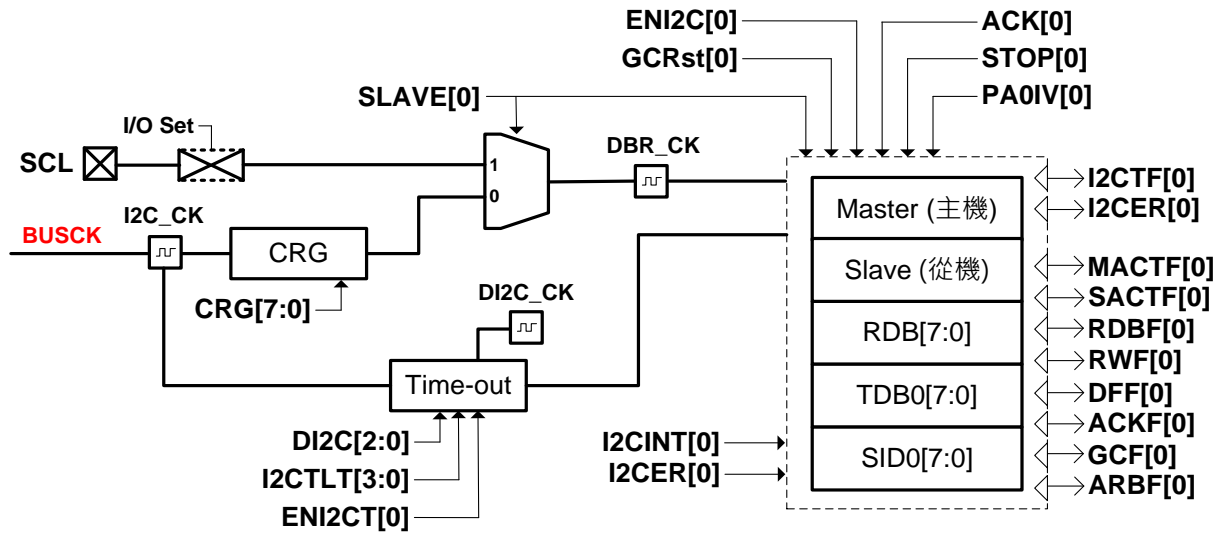 ENI2C[0]
ACK[0]
GCRst[0]
STOP[0]
SLAVE[0]
PA0IV[0]
I/O Set
SCL
1
0
DBR_CK
I2C_CK
BUSCK
CRG
CRG[7:0]
DI2C_CK
Time-out
DI2C[2:0]
I2CTLT[3:0]
ENI2CT[0]
I2CINT[0]
I2CER[0]
Master (主機)
Slave (從機)
RDB[7:0]
TDB0[7:0]
SID0[7:0]
I2CTF[0]
I2CER[0]
MACTF[0]
SACTF[0]
RDBF[0]
RWF[0]
DFF[0]
ACKF[0]
GCF[0]
ARBF[0]